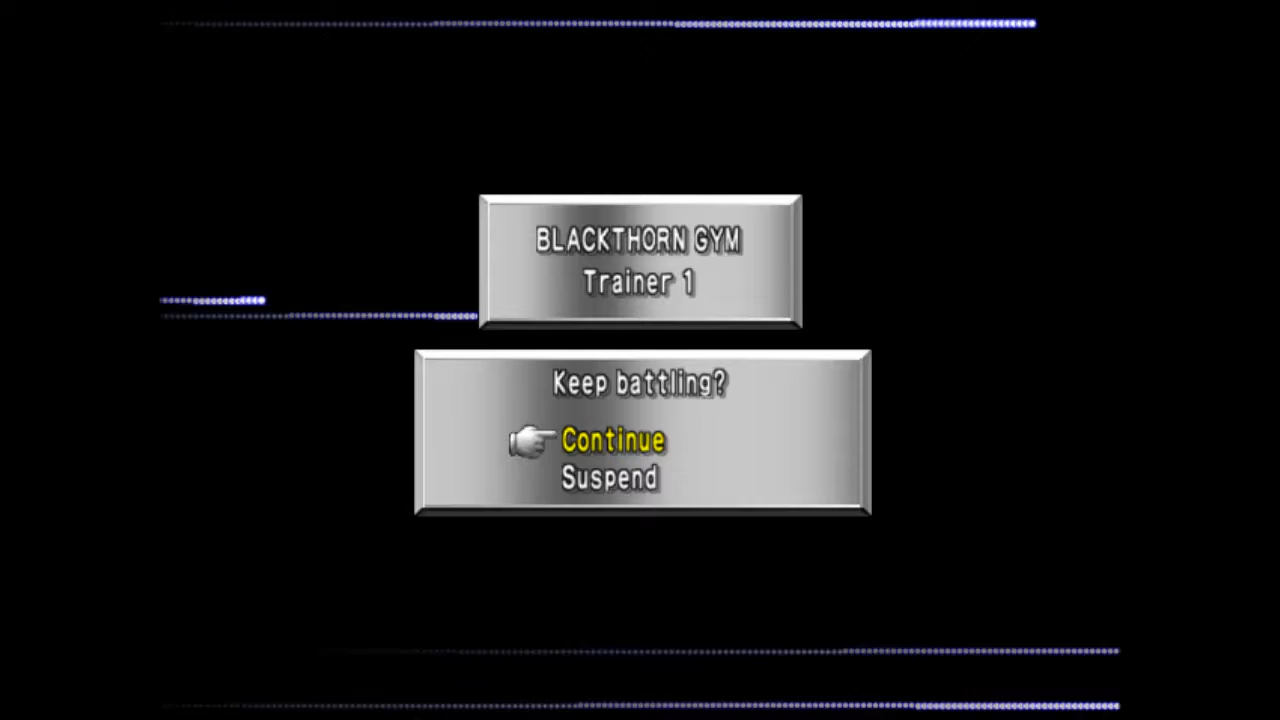 BLACKTHORN GYM
Trainer 1
Keep battling?
Continue
Suspend